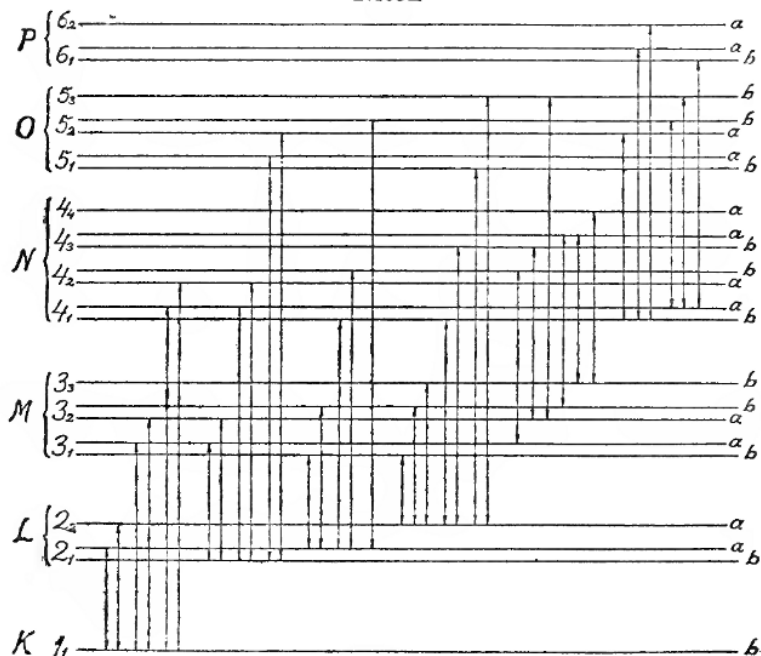 P 6₂ a
a
6₁ b
5₃ b
O 5₂ b
a
5₁ a
b
4₄ a
4₃ a
b
N 4₂ b
a
4₁ a
b
3₃ b
M 3₂ b
a
3₁ a
b
L 2₂ a
2₁ a
b
K 1₁ b